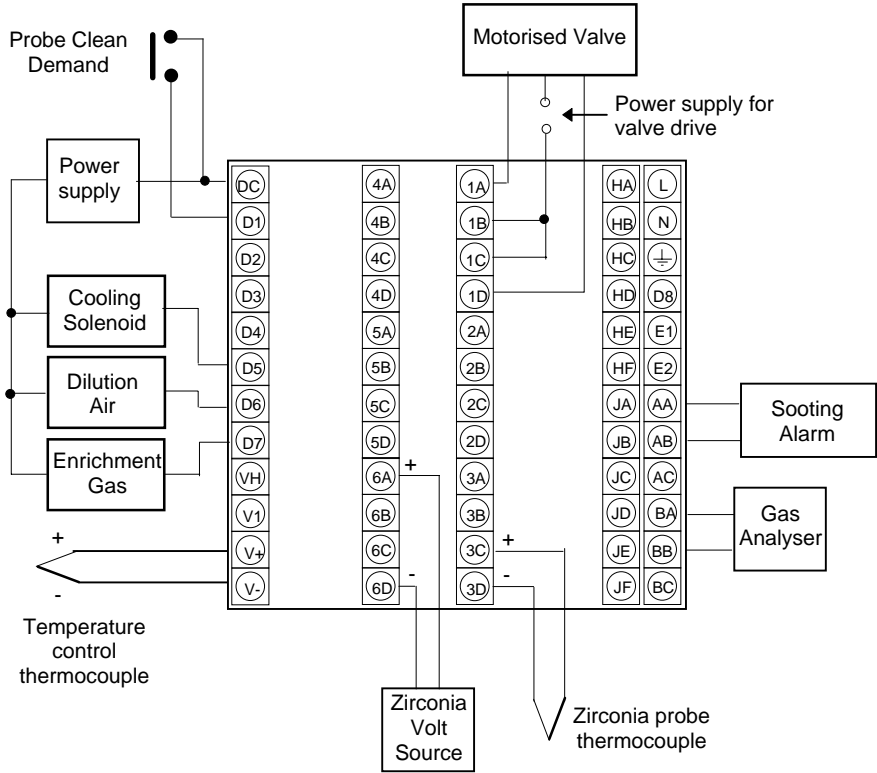 Probe Clean
Demand
Motorised Valve
Power supply for
valve drive
Power
supply
Cooling
Solenoid
Dilution
Air
Enrichment
Gas
+
-
Temperature
control
thermocouple
DC
D1
D2
D3
D4
D5
D6
D7
VH
V1
V+
V-
4A
4B
4C
4D
5A
5B
5C
5D
6A
6B
6C
6D
+
-
Zirconia
Volt
Source
1A
1B
1C
1D
2A
2B
2C
2D
3A
3B
3C
3D
+
-
Zirconia probe
thermocouple
HA
HB
HC
HD
HE
HF
JA
JB
JC
JD
JE
JF
L
N
D8
E1
E2
AA
AB
AC
BA
BB
BC
Sooting
Alarm
Gas
Analyser